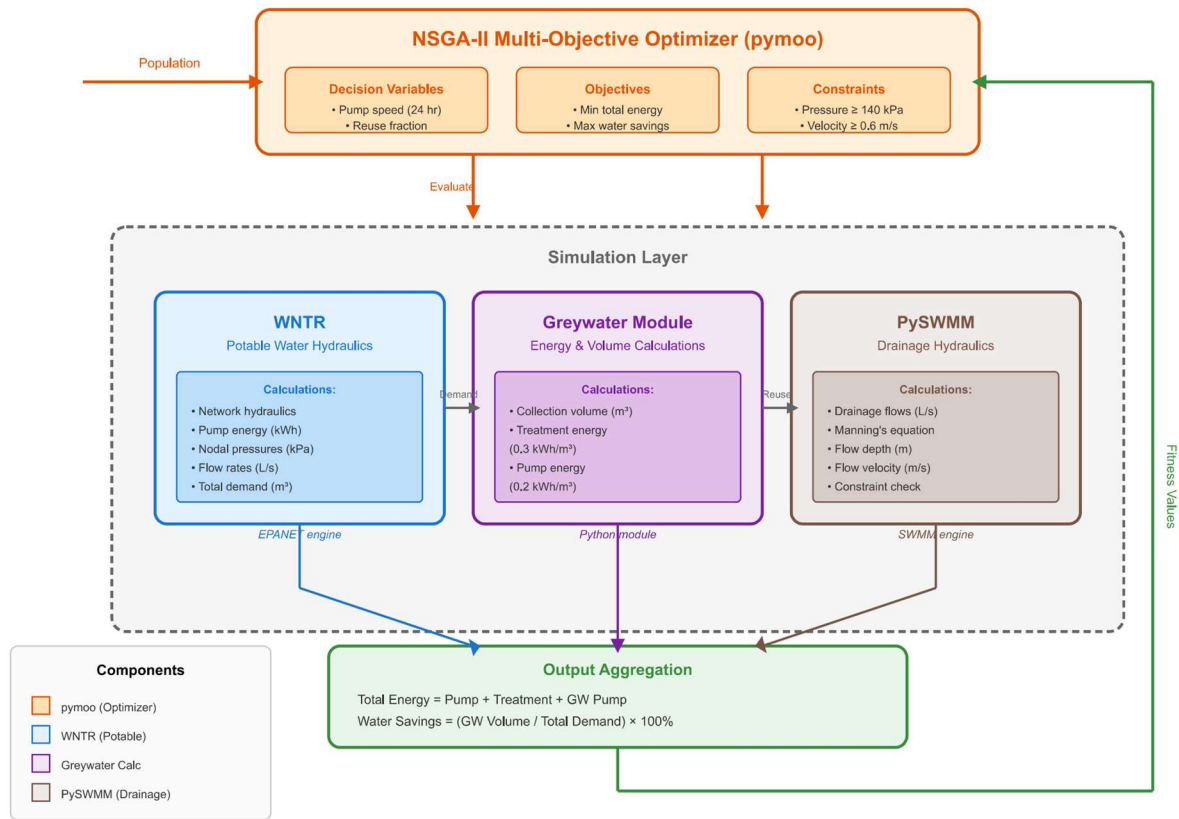 NSGA-II Multi-Objective Optimizer (pymoo)
Population
Decision Variables
• Pump speed (24 hr)
• Reuse fraction
Objectives
• Min total energy
• Max water savings
Constraints
• Pressure ≥ 140 kPa
• Velocity ≥ 0.6 m/s
Evaluate
Simulation Layer
WNTR
Potable Water Hydraulics
Calculations:
• Network hydraulics
• Pump energy (kWh)
• Nodal pressures (kPa)
• Flow rates (L/s)
• Total demand (m³)
EPANET engine
Demand
Greywater Module
Energy & Volume Calculations
Calculations:
• Collection volume (m³)
• Treatment energy
(0.3 kWh/m³)
• Pump energy
(0.2 kWh/m³)
Python module
Reuse
PySWMM
Drainage Hydraulics
Calculations:
• Drainage flows (L/s)
• Manning's equation
• Flow depth (m)
• Flow velocity (m/s)
• Constraint check
SWMM engine
Fitness Values
Output Aggregation
Total Energy = Pump + Treatment + GW Pump
Water Savings = (GW Volume / Total Demand) × 100%
Components
pymoo (Optimizer)
WNTR (Potable)
Greywater Calc
PySWMM (Drainage)